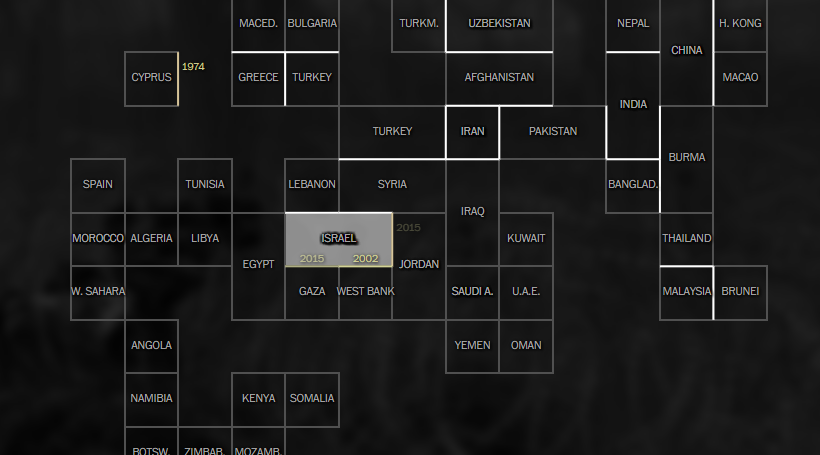 MACED. BULGARIA TURKM. UZBEKISTAN NEPAL H. KONG
CHINA
1974
CYPRUS GREECE TURKEY AFGHANISTAN MACAO
INDIA
TURKEY IRAN PAKISTAN
BURMA
SPAIN TUNISIA LEBANON SYRIA BANGLAD.
IRAQ
2015
MOROCCO ALGERIA LIBYA ISRAEL KUWAIT THAILAND
2015 2002
EGYPT JORDAN
W. SAHARA GAZA WEST BANK SAUDI A. U.A.E. MALAYSIA BRUNEI
ANGOLA YEMEN OMAN
NAMIBIA KENYA SOMALIA
BOTSW. ZIMBAB. MOZAMB.